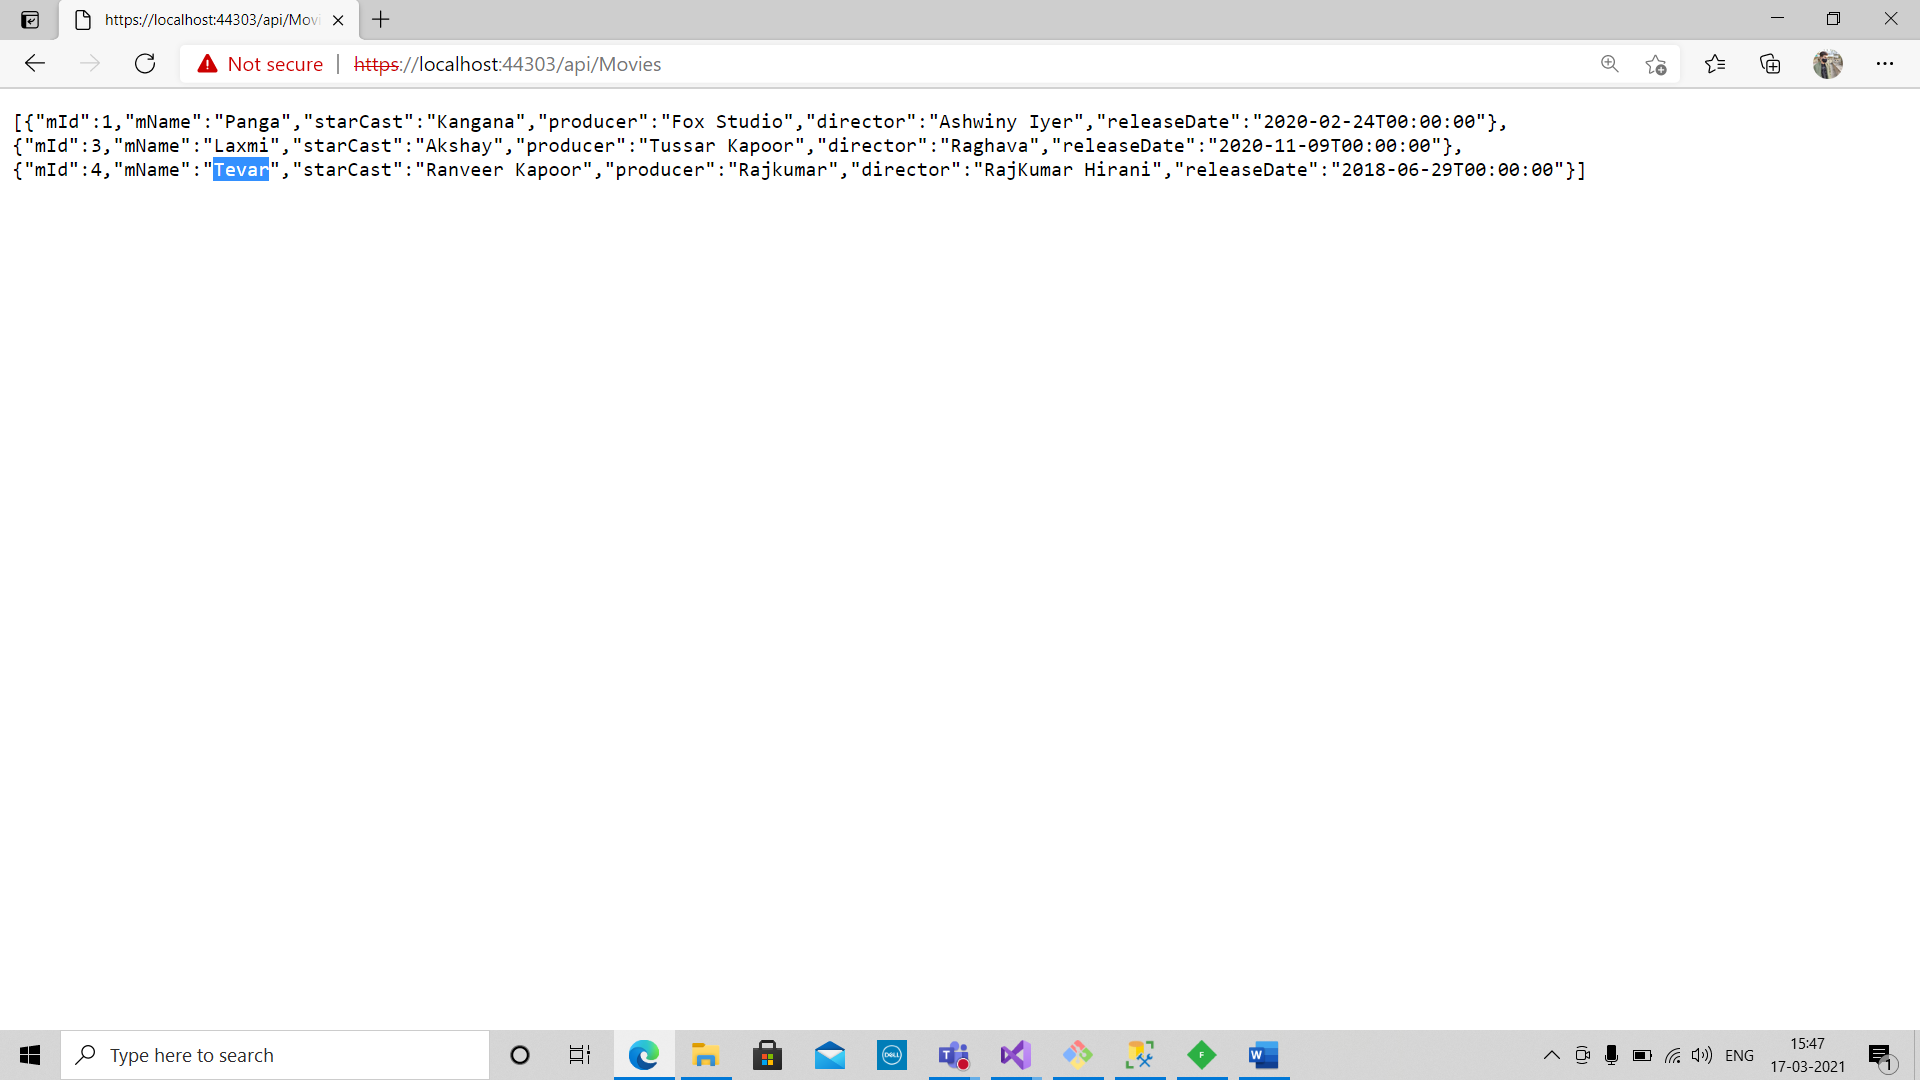 https://localhost:44303/api/Movi
Not secure | https://localhost:44303/api/Movies
[{"mId":1,"mName":"Panga","starCast":"Kangana","producer":"Fox Studio","director":"Ashwiny Iyer","releaseDate":"2020-02-24T00:00:00"},
{"mId":3,"mName":"Laxmi","starCast":"Akshay","producer":"Tussar Kapoor","director":"Raghava","releaseDate":"2020-11-09T00:00:00"},
{"mId":4,"mName":"Tevar","starCast":"Ranveer Kapoor","producer":"Rajkumar","director":"RajKumar Hirani","releaseDate":"2018-06-29T00:00:00"}]
Type here to search
DELL
T
F
W
ENG
15:47
17-03-2021
1